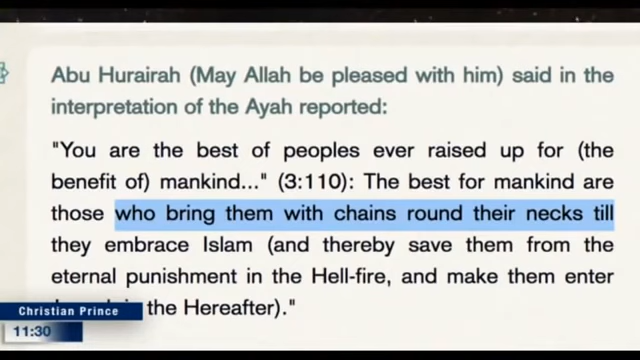 Abu Hurairah (May Allah be pleased with him) said in the
interpretation of the Ayah reported:
"You are the best of peoples ever raised up for (the
benefit of) mankind..." (3:110): The best for mankind are
those who bring them with chains round their necks till
they embrace Islam (and thereby save them from the
eternal punishment in the Hell-fire, and make them enter
the Hereafter)."
Christian Prince
11:30